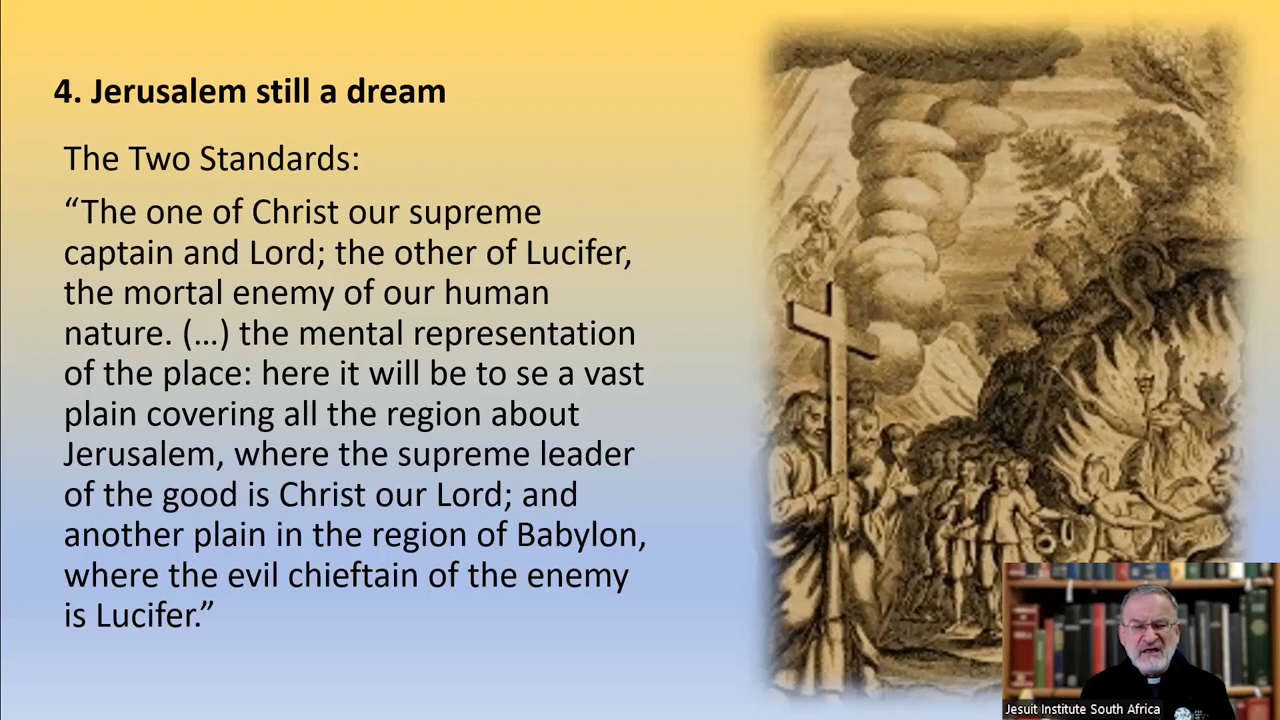 4. Jerusalem still a dream
The Two Standards:
“The one of Christ our supreme
captain and Lord; the other of Lucifer,
the mortal enemy of our human
nature. (…) the mental representation
of the place: here it will be to se a vast
plain covering all the region about
Jerusalem, where the supreme leader
of the good is Christ our Lord; and
another plain in the region of Babylon,
where the evil chieftain of the enemy
is Lucifer.”
Jesuit Institute South Africa